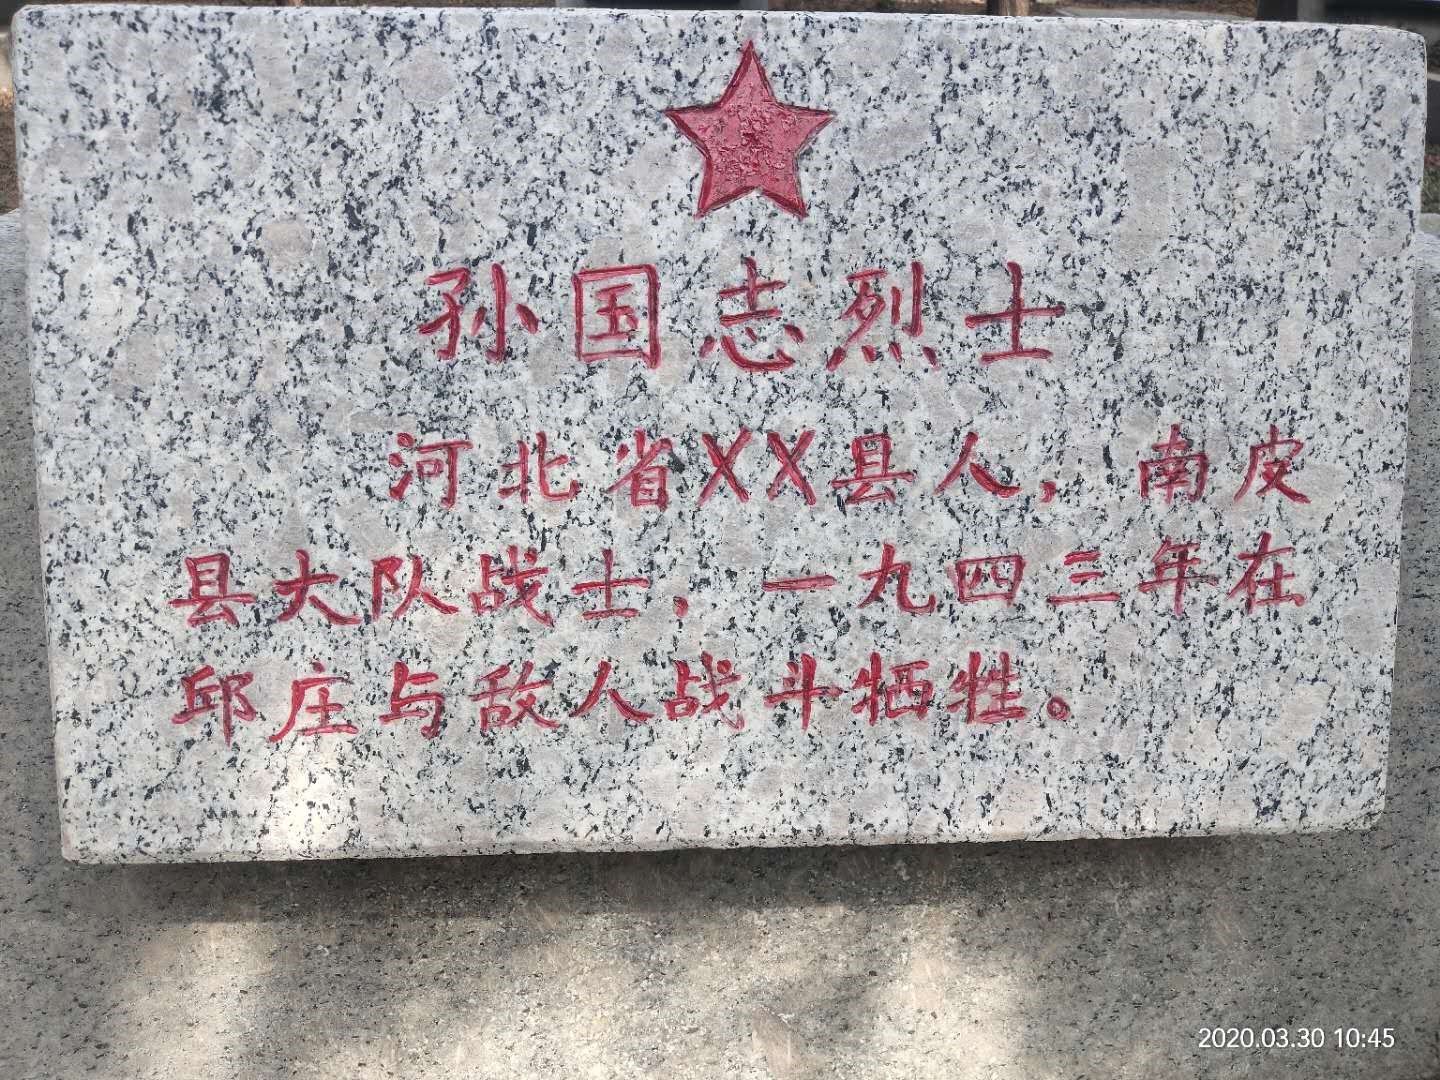 孙国志烈士
河北省XX县人，南皮
县大队战士，一九四三年在
邱庄与敌人战斗牺牲。
2020.03.30 10:45